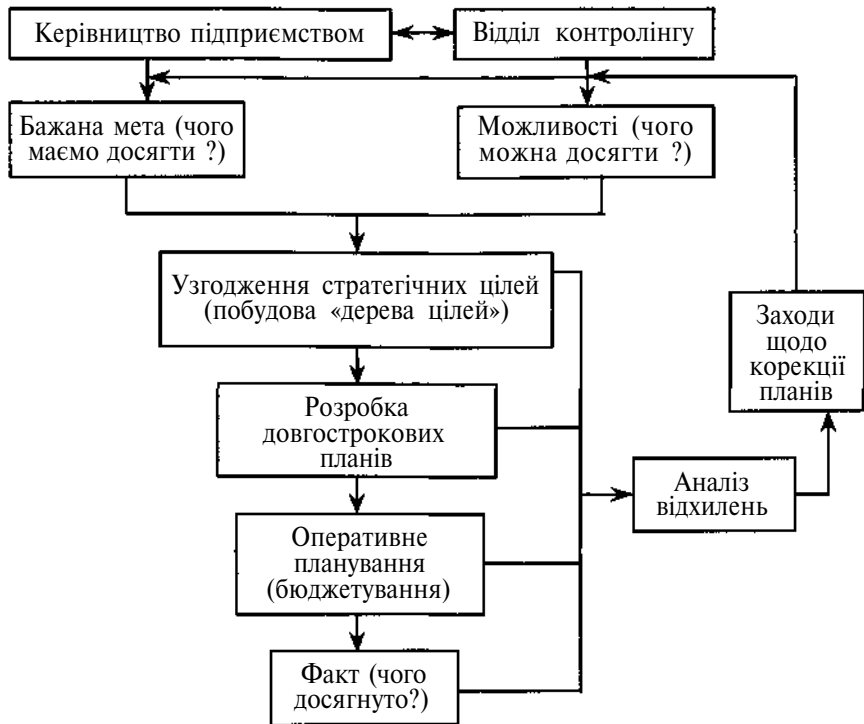 Керівництво підприємством
Відділ контролінгу
Бажана мета (чого
маємо досягти ?)
Можливості (чого
можна досягти ?)
Узгодження стратегічних цілей
(побудова «дерева цілей»)
Заходи
щодо
корекції
планів
Розробка
довгострокових
планів
Аналіз
відхилень
Оперативне
планування
(бюджетування)
Факт (чого
досягнуто?)